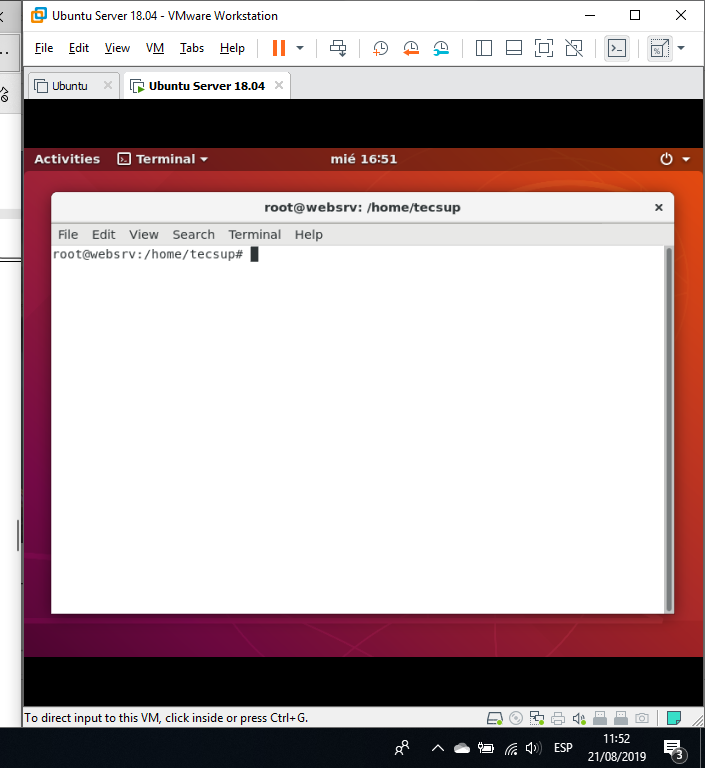 Ubuntu Server 18.04 - VMware Workstation
File Edit View VM Tabs Help
Ubuntu Ubuntu Server 18.04
Activities Terminal mié 16:51
root@websrv: /home/tecsup
File Edit View Search Terminal Help
root@websrv:/home/tecsup#
To direct input to this VM, click inside or press Ctrl+G.
ESP
11:52
21/08/2019
3